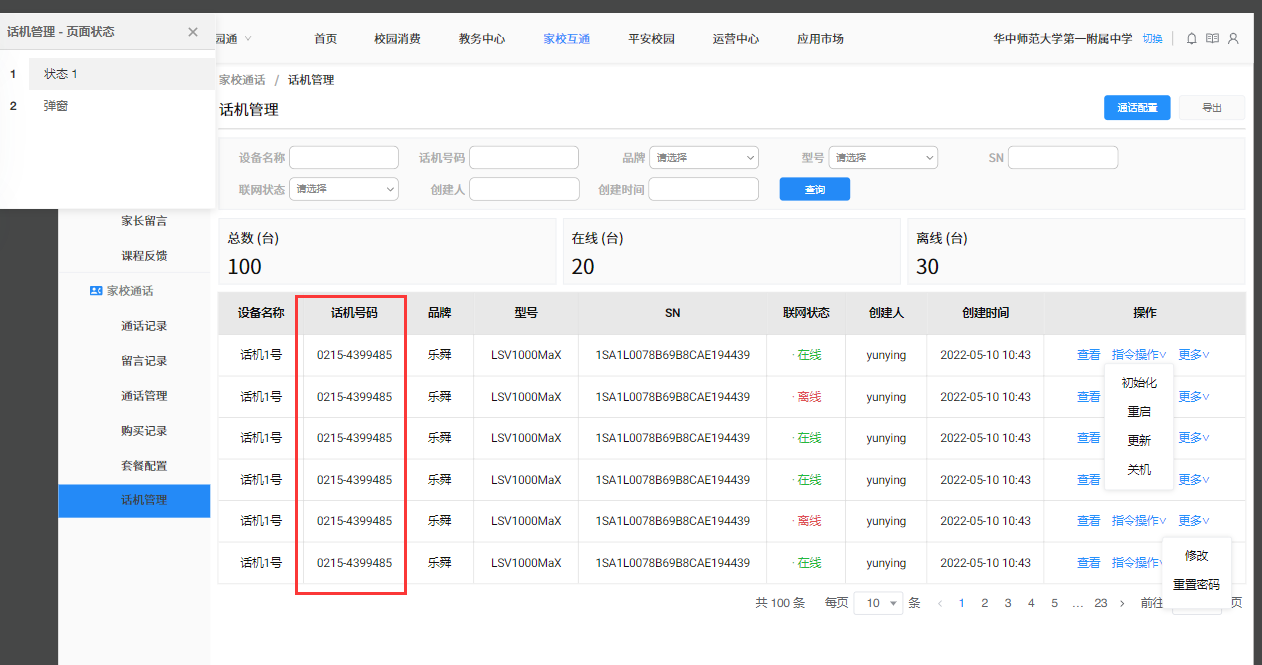 话机管理 - 页面状态
1 状态 1
2 弹窗
园通 首页 校园消费 教务中心 家校互通 平安校园 运营中心 应用市场 华中师范大学第一附属中学 切换
家校通话 / 话机管理
话机管理 通话配置 导出
设备名称 话机号码 品牌 请选择 型号 请选择 SN
联网状态 请选择 创建人 创建时间 查询
家长留言
课程反馈
家校通话
通话记录
留言记录
通话管理
购买记录
套餐配置
话机管理
总数 (台) 在线 (台) 离线 (台)
100 20 30
设备名称 话机号码 品牌 型号 SN 联网状态 创建人 创建时间 操作
话机1号 0215-4399485 乐舜 LSV1000MaX 1SA1L0078B69B8CAE194439 · 在线 yunying 2022-05-10 10:43 查看 指令操作 更多
话机1号 0215-4399485 乐舜 LSV1000MaX 1SA1L0078B69B8CAE194439 · 离线 yunying 2022-05-10 10:43 查看 更多
话机1号 0215-4399485 乐舜 LSV1000MaX 1SA1L0078B69B8CAE194439 · 在线 yunying 2022-05-10 10:43 查看 更多
话机1号 0215-4399485 乐舜 LSV1000MaX 1SA1L0078B69B8CAE194439 · 在线 yunying 2022-05-10 10:43 查看 更多
话机1号 0215-4399485 乐舜 LSV1000MaX 1SA1L0078B69B8CAE194439 · 离线 yunying 2022-05-10 10:43 查看 指令操作 更多
话机1号 0215-4399485 乐舜 LSV1000MaX 1SA1L0078B69B8CAE194439 · 在线 yunying 2022-05-10 10:43 查看 指令操作
初始化
重启
更新
关机
修改
重置密码
共 100 条 每页 10 条 ‹ 1 2 3 4 5 ... 23 › 前往 页